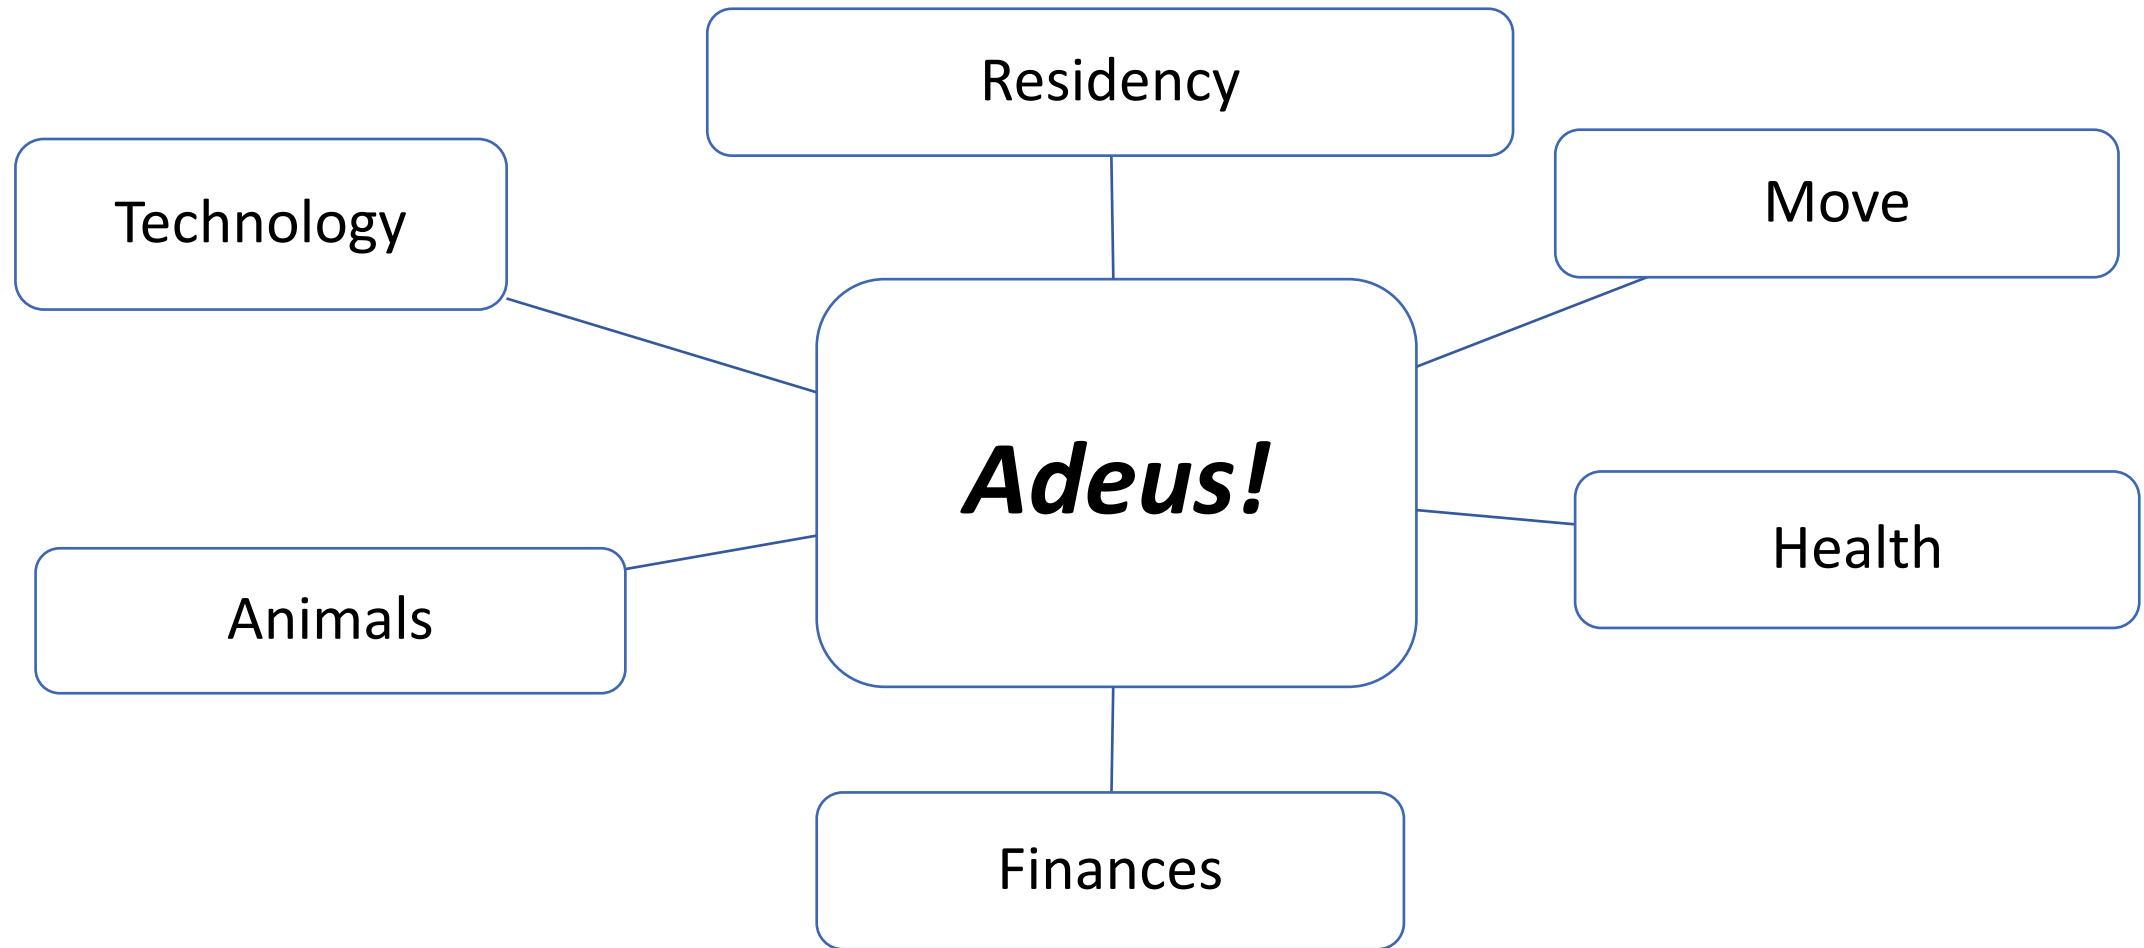 Residency
Technology
Move
Adeus!
Health
Animals
Finances